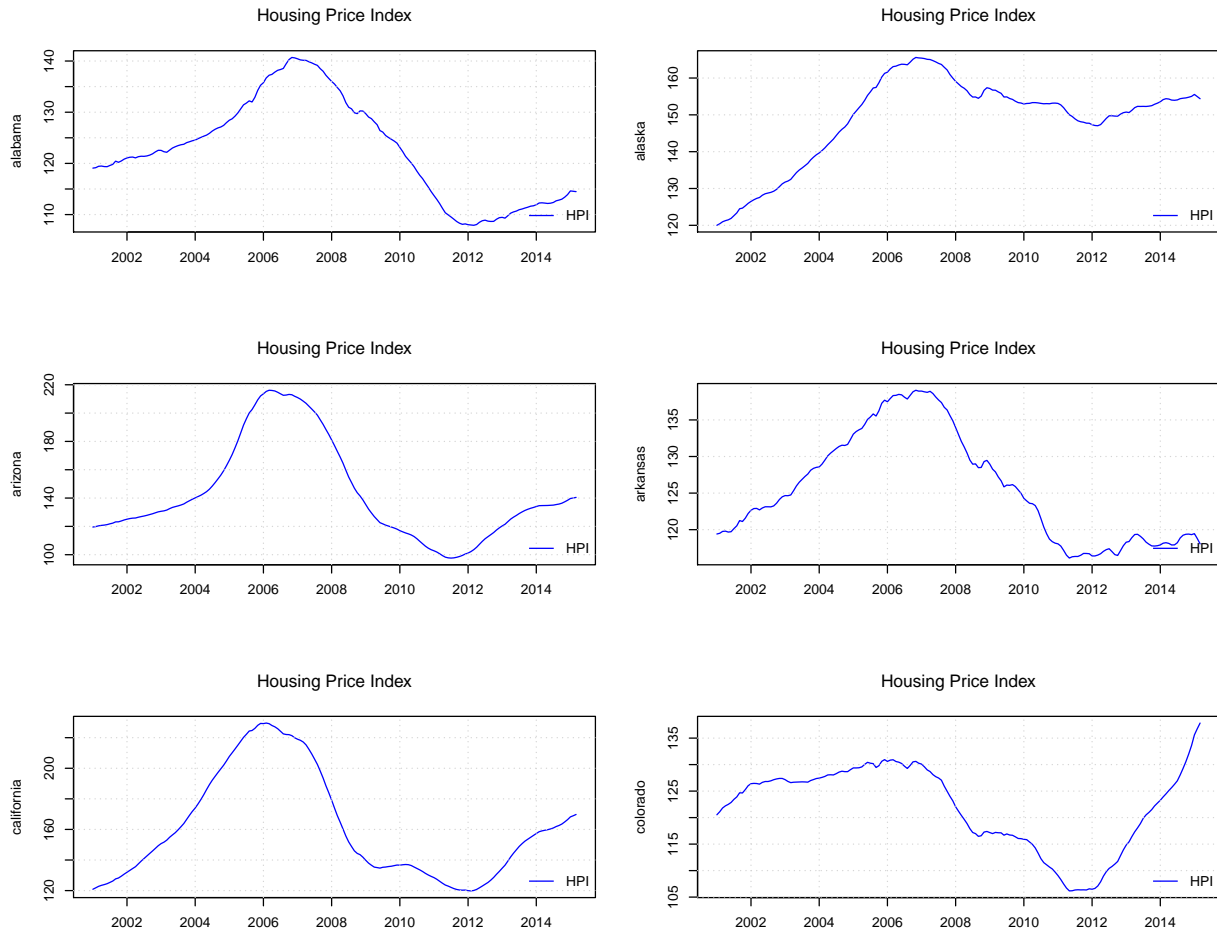 Housing Price Index
alabama
110 120 130 140
HPI
2002 2004 2006 2008 2010 2012 2014
Housing Price Index
alaska
120 130 140 150 160
HPI
2002 2004 2006 2008 2010 2012 2014
Housing Price Index
arizona
100 140 180 220
HPI
2002 2004 2006 2008 2010 2012 2014
Housing Price Index
arkansas
120 125 130 135
HPI
2002 2004 2006 2008 2010 2012 2014
Housing Price Index
california
120 160 200
HPI
2002 2004 2006 2008 2010 2012 2014
Housing Price Index
colorado
105 115 125 135
HPI
2002 2004 2006 2008 2010 2012 2014